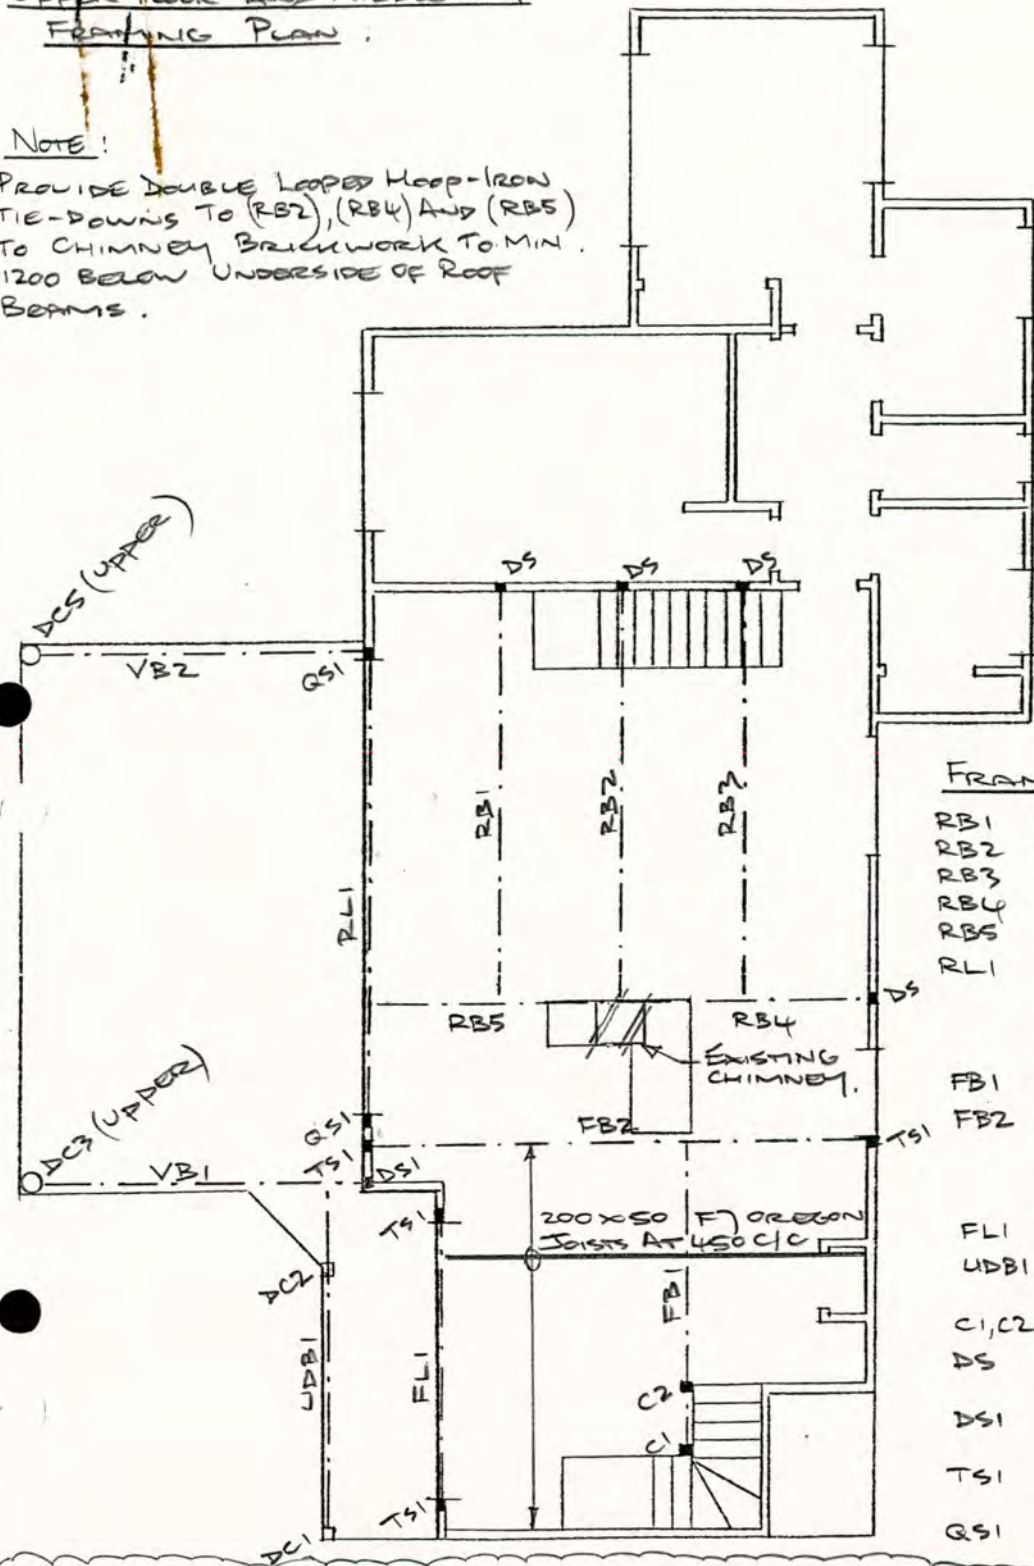 FRAMING PLAN.
NOTE:
PROVIDE DOUBLE LOOPED HOOP-IRON
TIE-DOWNS TO (RB2), (RB4) AND (RB5)
TO CHIMNEY BRICKWORK TO MIN.
1200 BELOW UNDERSIDE OF ROOF
BEAMS.
DC5 (UPPER)
VB2
QS1
DS
DS
DS
RB1
RB2
RB3
RL1
RB5
RB4
DS
EXISTING
CHIMNEY.
DC3 (UPPER)
VB1
QS1
TS1
DS1
FB2
TS1
TS1
200x50 F7 OREGON
JOISTS AT 450 C/C
DC2
UDB1
FL1
FB1
C2
C1
TS1
DC1
FRAM
RB1
RB2
RB3
RB4
RB5
RL1
FB1
FB2
FL1
UDB1
C1,C2
DS
DS1
TS1
QS1